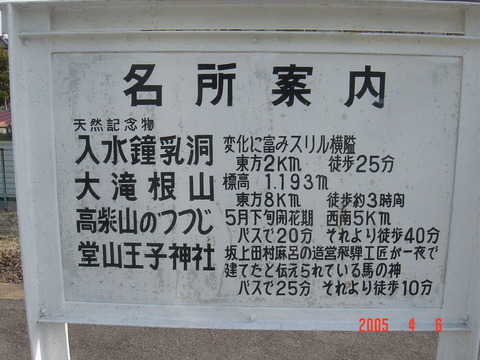 名所案内
天然記念物
入水鐘乳洞 変化に富みスリル横隘
東方2Km 徒歩25分
大滝根山 標高 1.193m
東方8Km 徒歩約3時周
高柴山のつつじ 5月下旬開花期 西南5Km
バスで20分 それより徒歩40分
堂山王子神社 坂上田村麻呂の造営飛騨工匠が一夜で
建てたと伝えられている馬の神
バスで25分 それより徒歩10分
2005 4 6